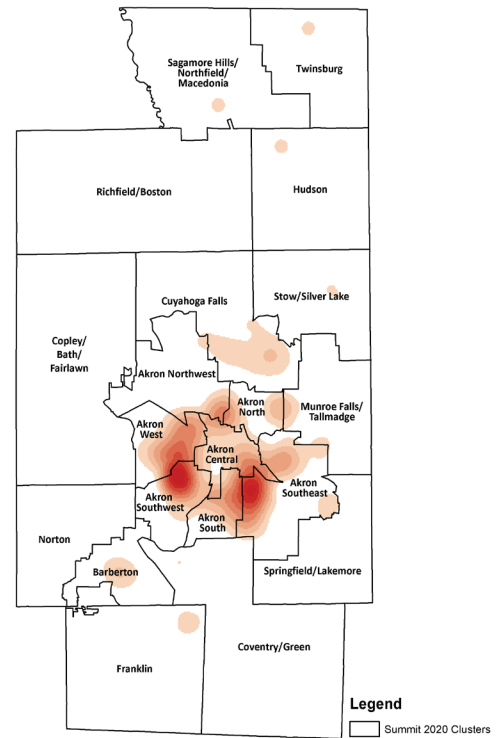 Sagamore Hills/
Northfield/
Macedonia
Twinsburg
Richfield/Boston
Hudson
Cuyahoga Falls
Stow/Silver Lake
Copley/
Bath/
Fairlawn
Akron Northwest
Akron
North
Munroe Falls/
Tallmadge
Akron
West
Akron
Central
Akron
Southeast
Akron
Southwest
Akron
South
Norton
Barberton
Springfield/Lakemore
Coventry/Green
Franklin
Legend
Summit 2020 Clusters